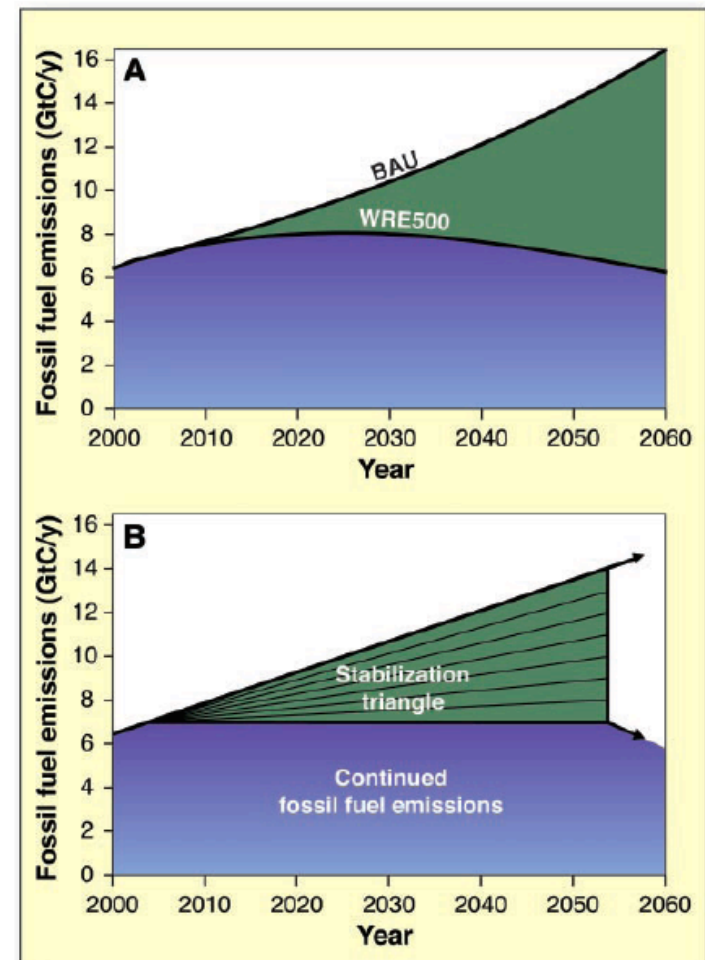 A
Fossil fuel emissions (GtC/y)
16
14
12
10
8
6
4
2
0
BAU
WRE500
2000 2010 2020 2030 2040 2050 2060
Year
B
Fossil fuel emissions (GtC/y)
16
14
12
10
8
6
4
2
0
Stabilization
triangle
Continued
fossil fuel emissions
2000 2010 2020 2030 2040 2050 2060
Year